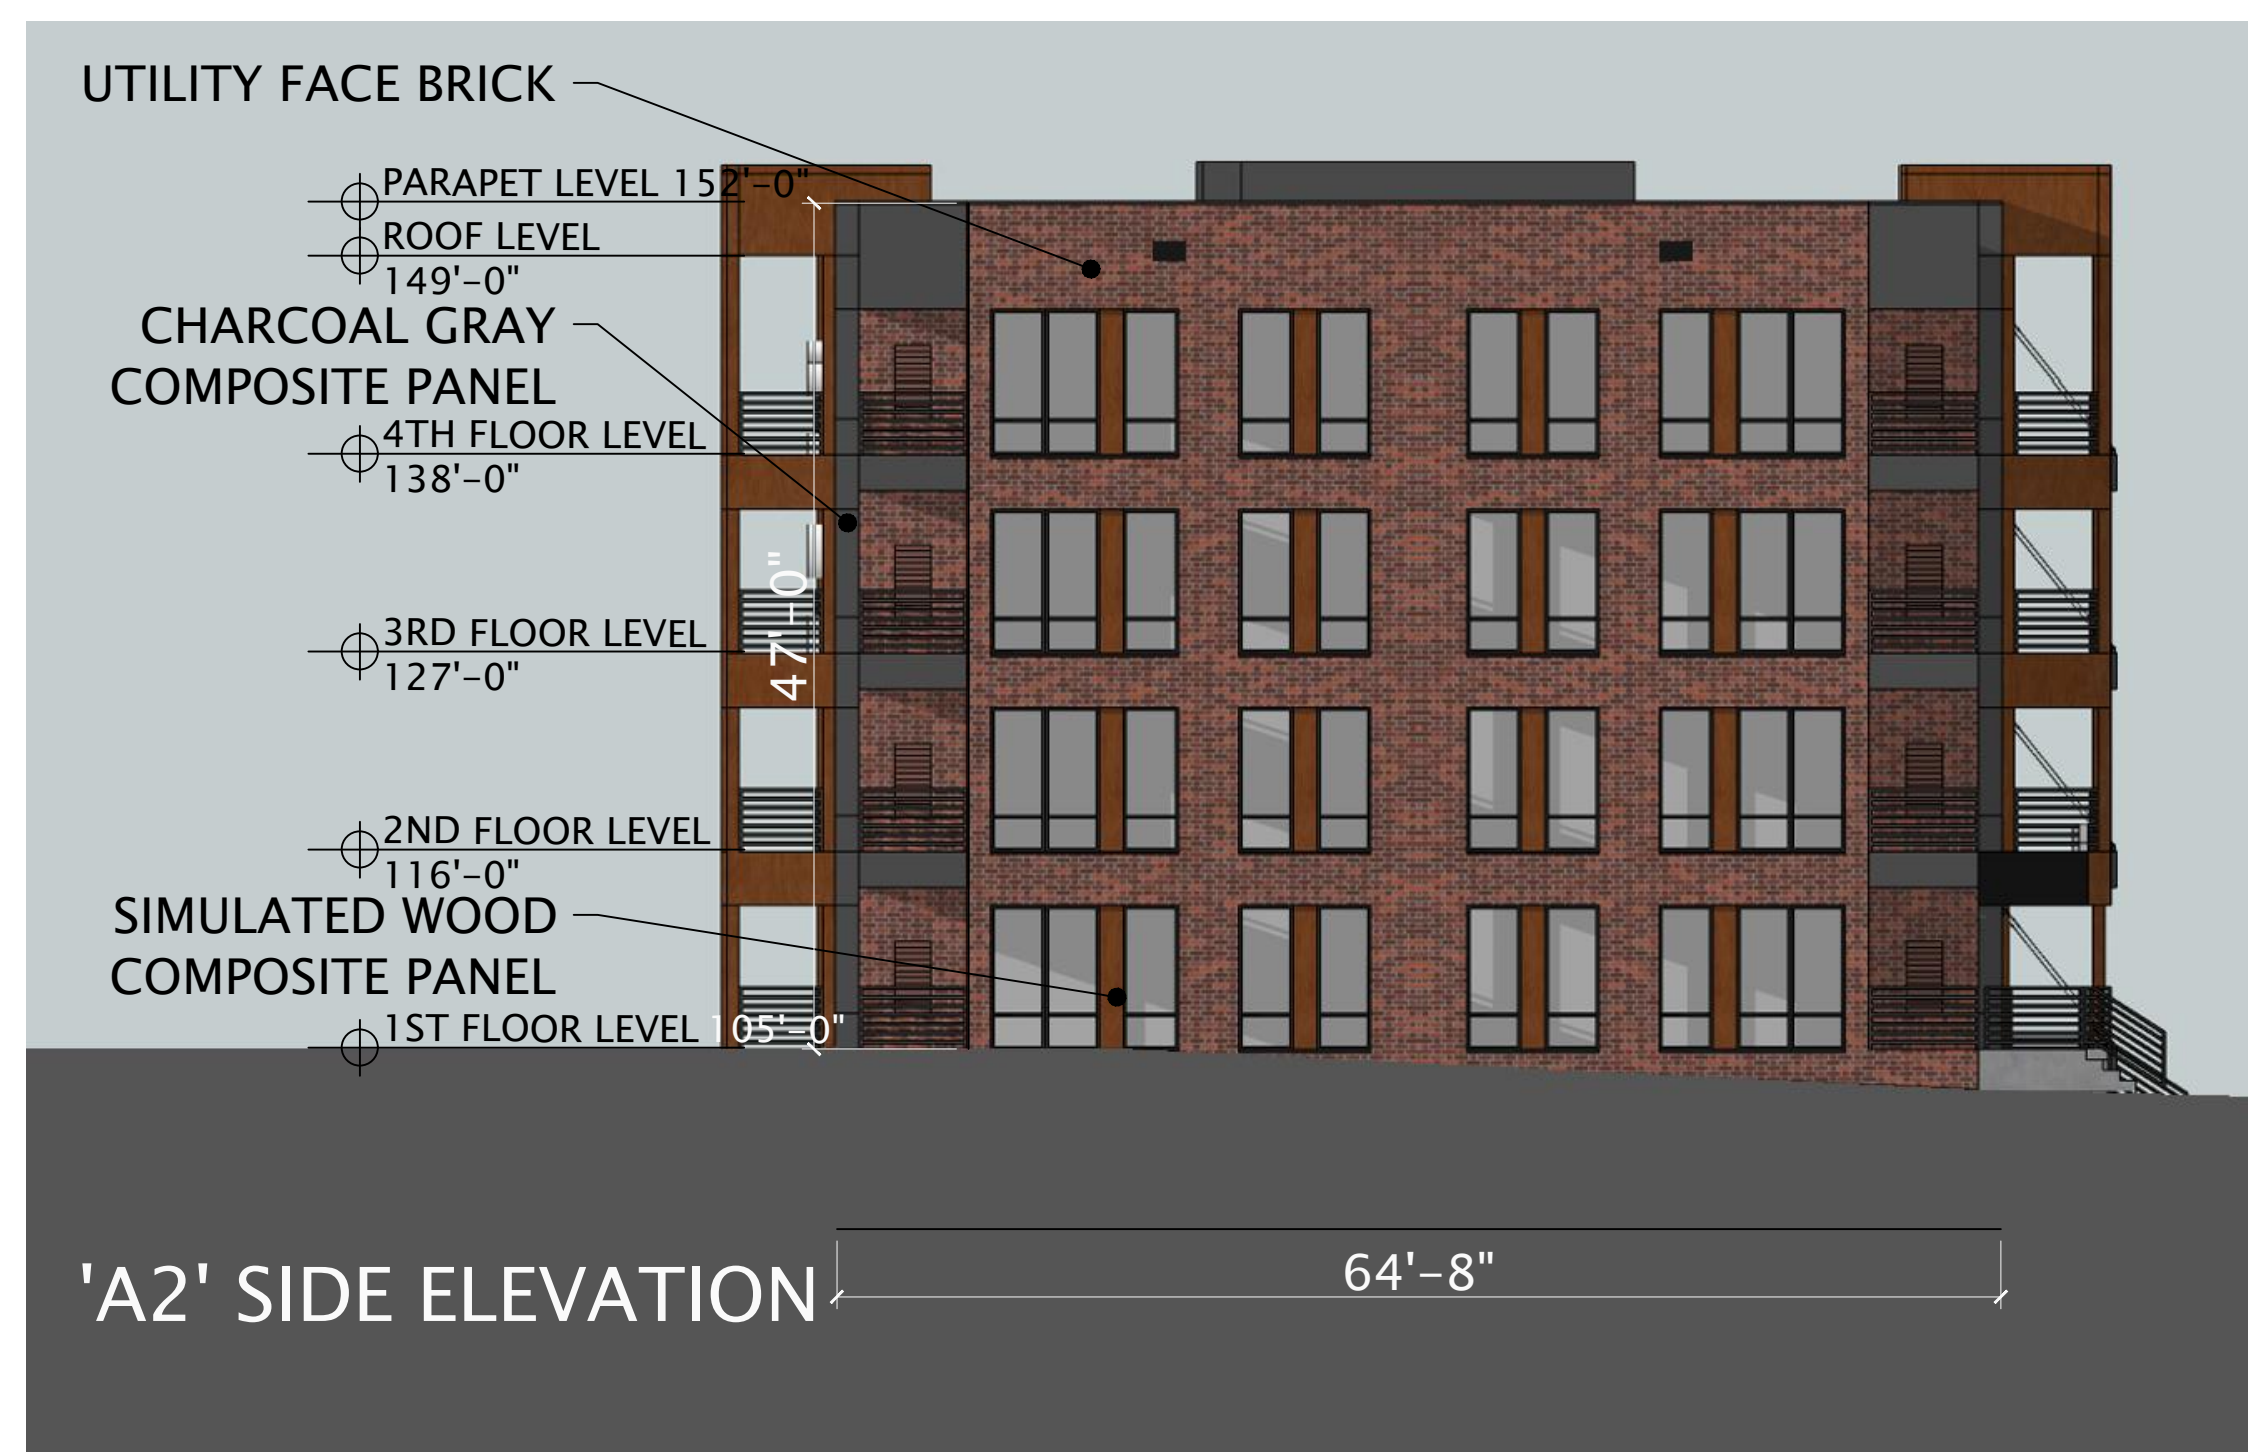 UTILITY FACE BRICK
PARAPET LEVEL 152'-0"
ROOF LEVEL
149'-0"
CHARCOAL GRAY
COMPOSITE PANEL
4TH FLOOR LEVEL
138'-0"
47'-0"
3RD FLOOR LEVEL
127'-0"
2ND FLOOR LEVEL
116'-0"
SIMULATED WOOD
COMPOSITE PANEL
1ST FLOOR LEVEL 105'-0"
64'-8"
'A2' SIDE ELEVATION